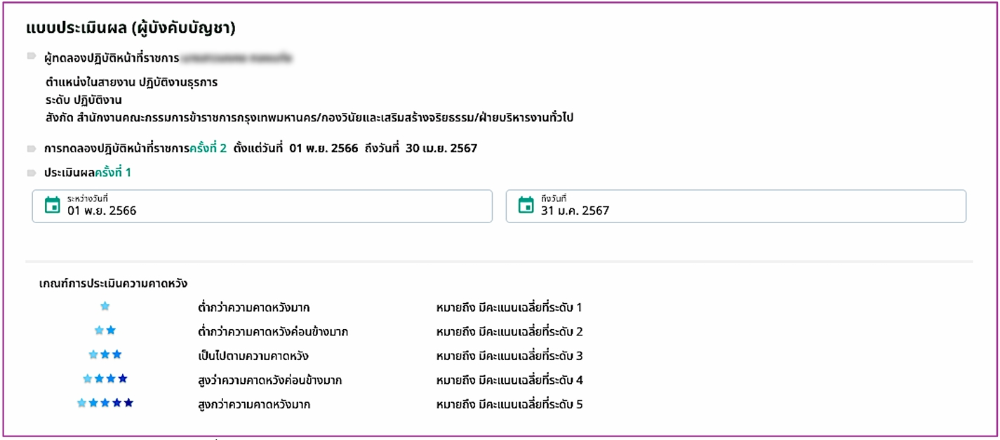 แบบประเมินผล (ผู้บังคับบัญชา)
ผู้ทดลองปฏิบัติหน้าที่ราชการ
ตำแหน่งในสายงาน ปฏิบัติงานธุรการ
ระดับ ปฏิบัติงาน
สังกัด สำนักงานคณะกรรมการข้าราชการกรุงเทพมหานคร/กองวินัยและเสริมสร้างจริยธรรม/ฝ่ายบริหารงานทั่วไป
การทดลองปฏิบัติหน้าที่ราชการครั้งที่ 2 ตั้งแต่วันที่ 01 พ.ย. 2566 ถึงวันที่ 30 เม.ย. 2567
ประเมินผลครั้งที่ 1
ระหว่างวันที่ ถึงวันที่
01 พ.ย. 2566 31 ม.ค. 2567
เกณฑ์การประเมินความคาดหวัง
ต่ำกว่าความคาดหวังมาก หมายถึง มีคะแนนเฉลี่ยที่ระดับ 1
ต่ำกว่าความคาดหวังค่อนข้างมาก หมายถึง มีคะแนนเฉลี่ยที่ระดับ 2
เป็นไปตามความคาดหวัง หมายถึง มีคะแนนเฉลี่ยที่ระดับ 3
สูงว่าความคาดหวังค่อนข้างมาก หมายถึง มีคะแนนเฉลี่ยที่ระดับ 4
สูงกว่าความคาดหวังมาก หมายถึง มีคะแนนเฉลี่ยที่ระดับ 5